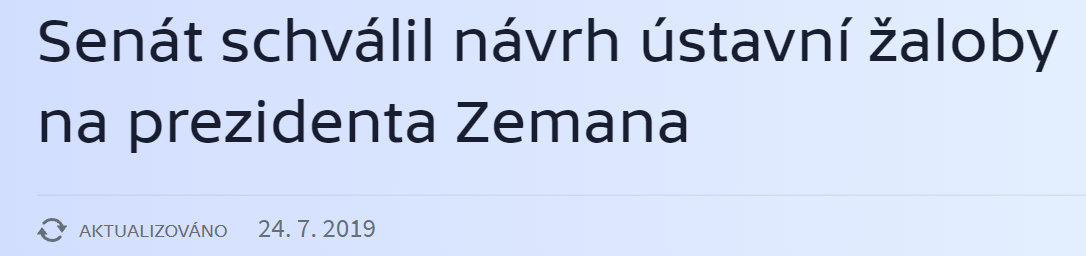 Senát schválil návrh ústavní žaloby
na prezidenta Zemana
AKTUALIZOVÁNO 24. 7. 2019